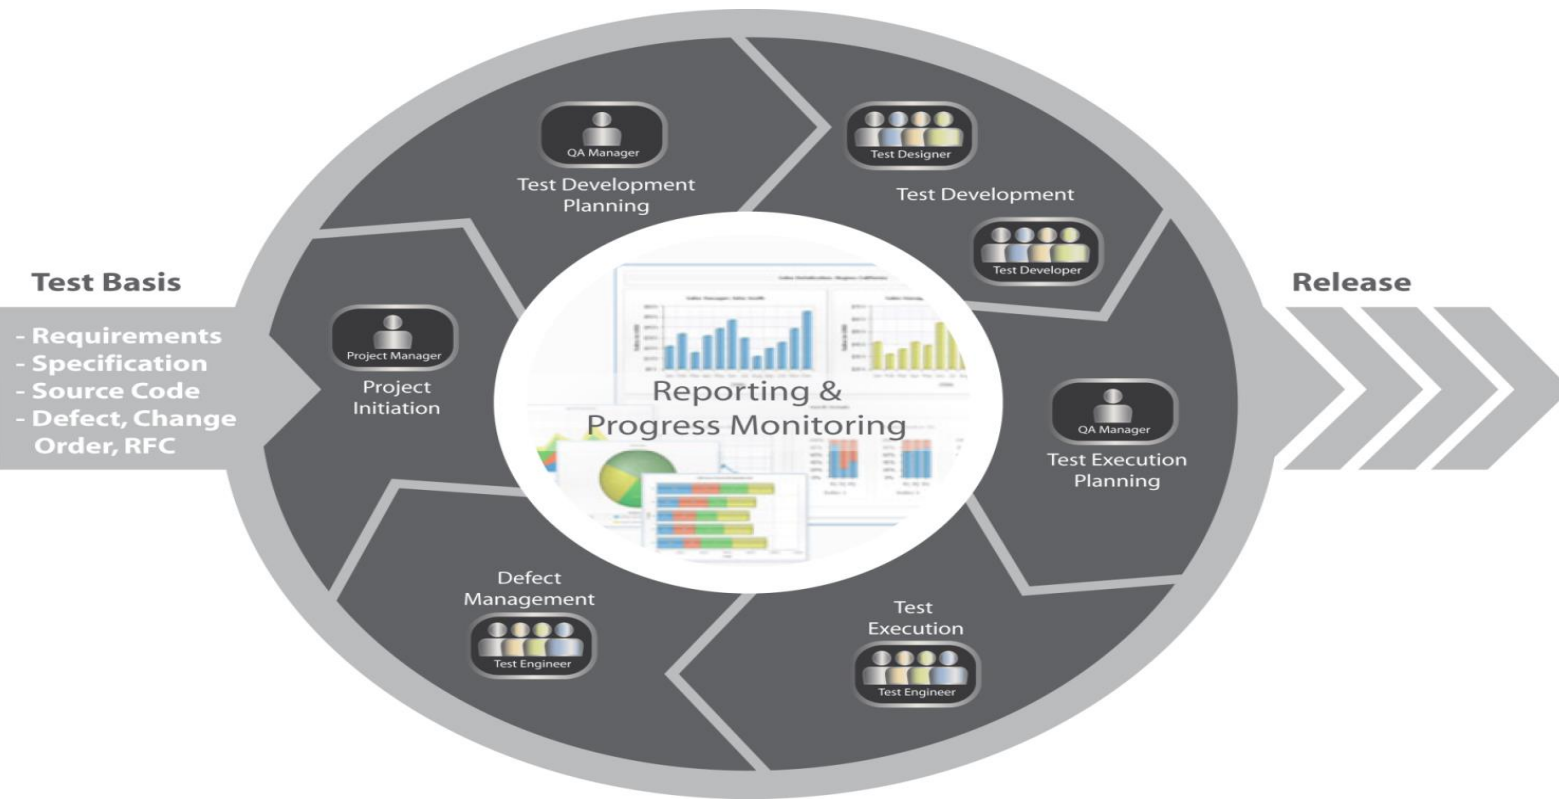 Test Basis
- Requirements
- Specification
- Source Code
- Defect, Change
Order, RFC
Project Manager
Project
Initiation
QA Manager
Test Development
Planning
Test Designer
Test Development
Test Developer
QA Manager
Test Execution
Planning
Test
Execution
Test Engineer
Defect
Management
Test Engineer
Reporting &
Progress Monitoring
Release